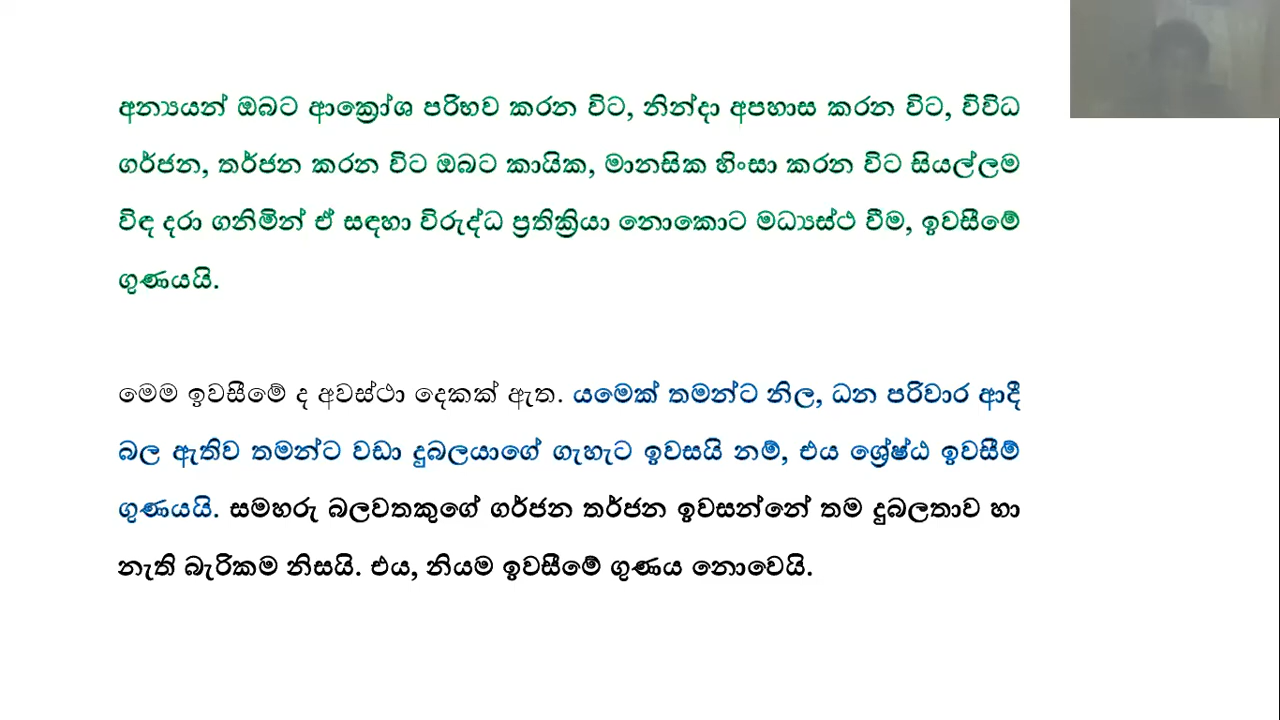 අන්‍යයන් ඔබට ආක්‍රෝශ පරිභව කරන විට, නින්දා අපහාස කරන විට, විවිධ
ගර්ජන, තර්ජන කරන විට ඔබට කායික, මානසික හිංසා කරන විට සියල්ලම
විඳ දරා ගනිමින් ඒ සඳහා විරුද්ධ ප්‍රතික්‍රියා නොකොට මධ්‍යස්ථ වීම, ඉවසීමේ
ගුණයයි.
මෙම ඉවසීමේ ද අවස්ථා දෙකක් ඇත. යමෙක් තමන්ට නිල, ධන පරිවාර ආදී
බල ඇතිව තමන්ට වඩා දුබලයාගේ ගැහැට ඉවසයි නම්, එය ශ්‍රේෂ්ඨ ඉවසීම්
ගුණයයි. සමහරු බලවතකුගේ ගර්ජන තර්ජන ඉවසන්නේ තම දුබලතාව හා
නැති බැරිකම නිසයි. එය, නියම ඉවසීමේ ගුණය නොවෙයි.